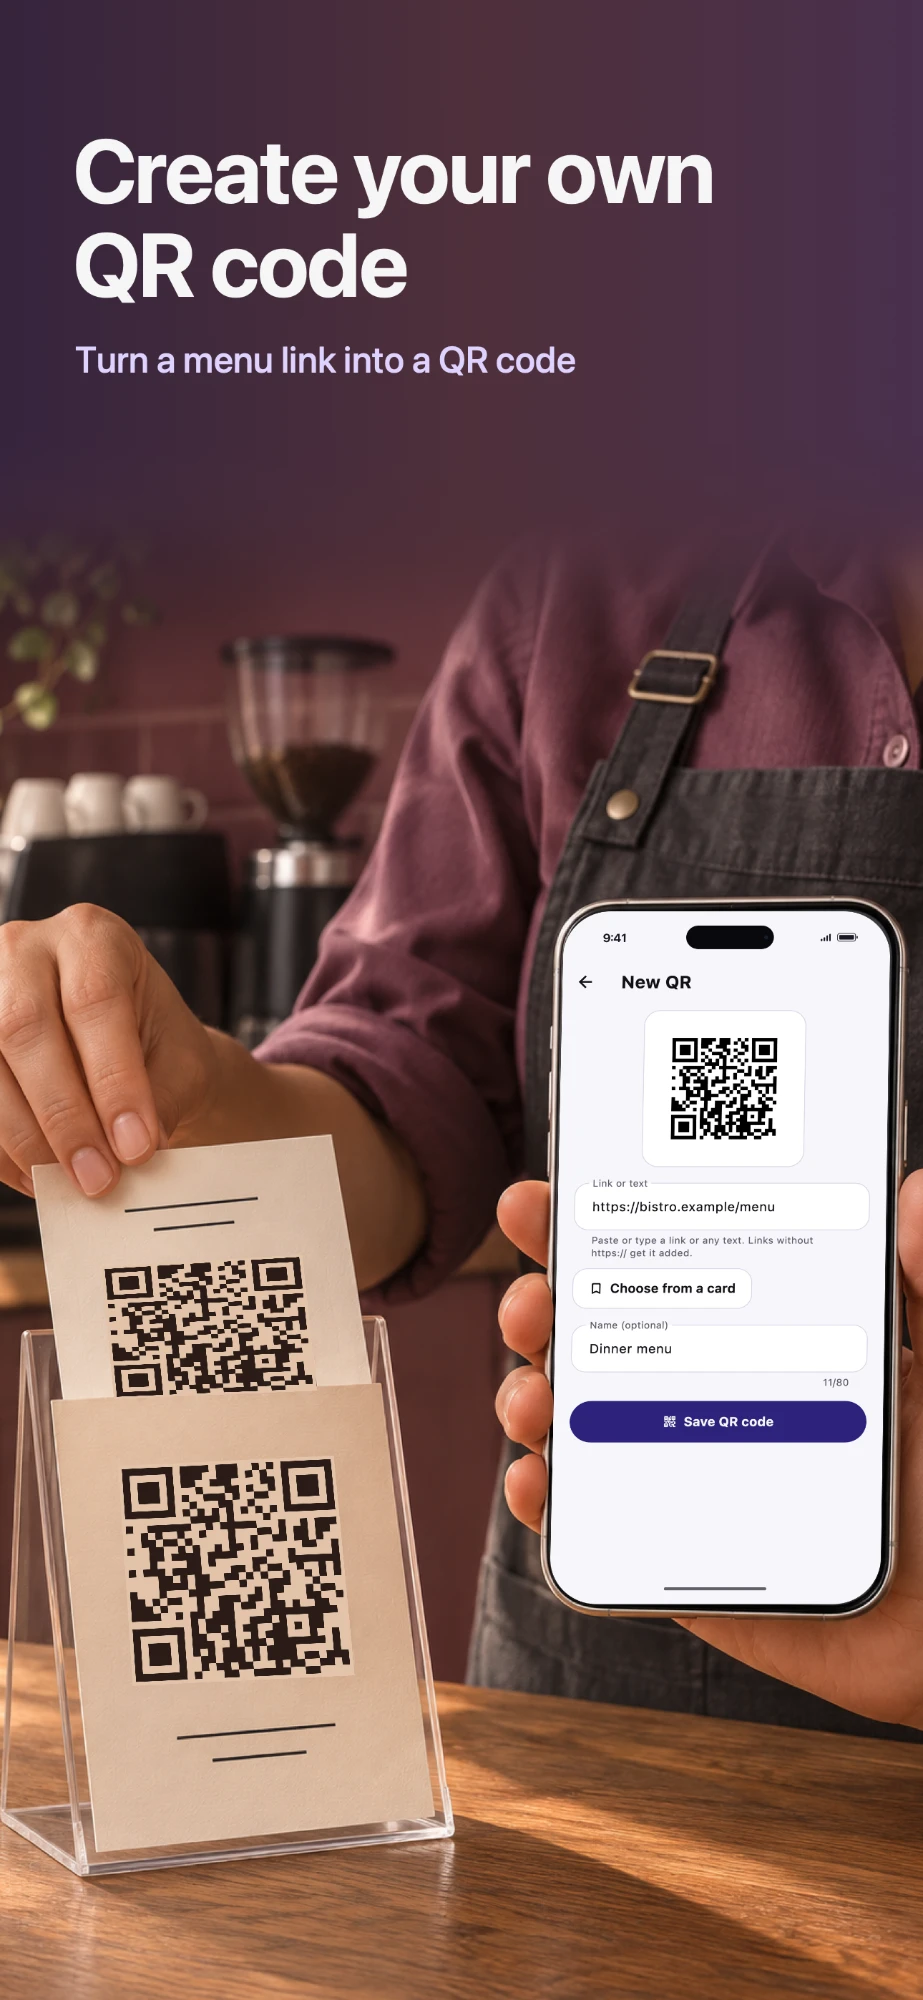 Create your own
QR code
Turn a menu link into a QR code
9:41
New QR
Link or text
https://bistro.example/menu
Paste or type a link or any text. Links without
https:// get it added.
Choose from a card
Name (optional)
Dinner menu
11/80
Save QR code